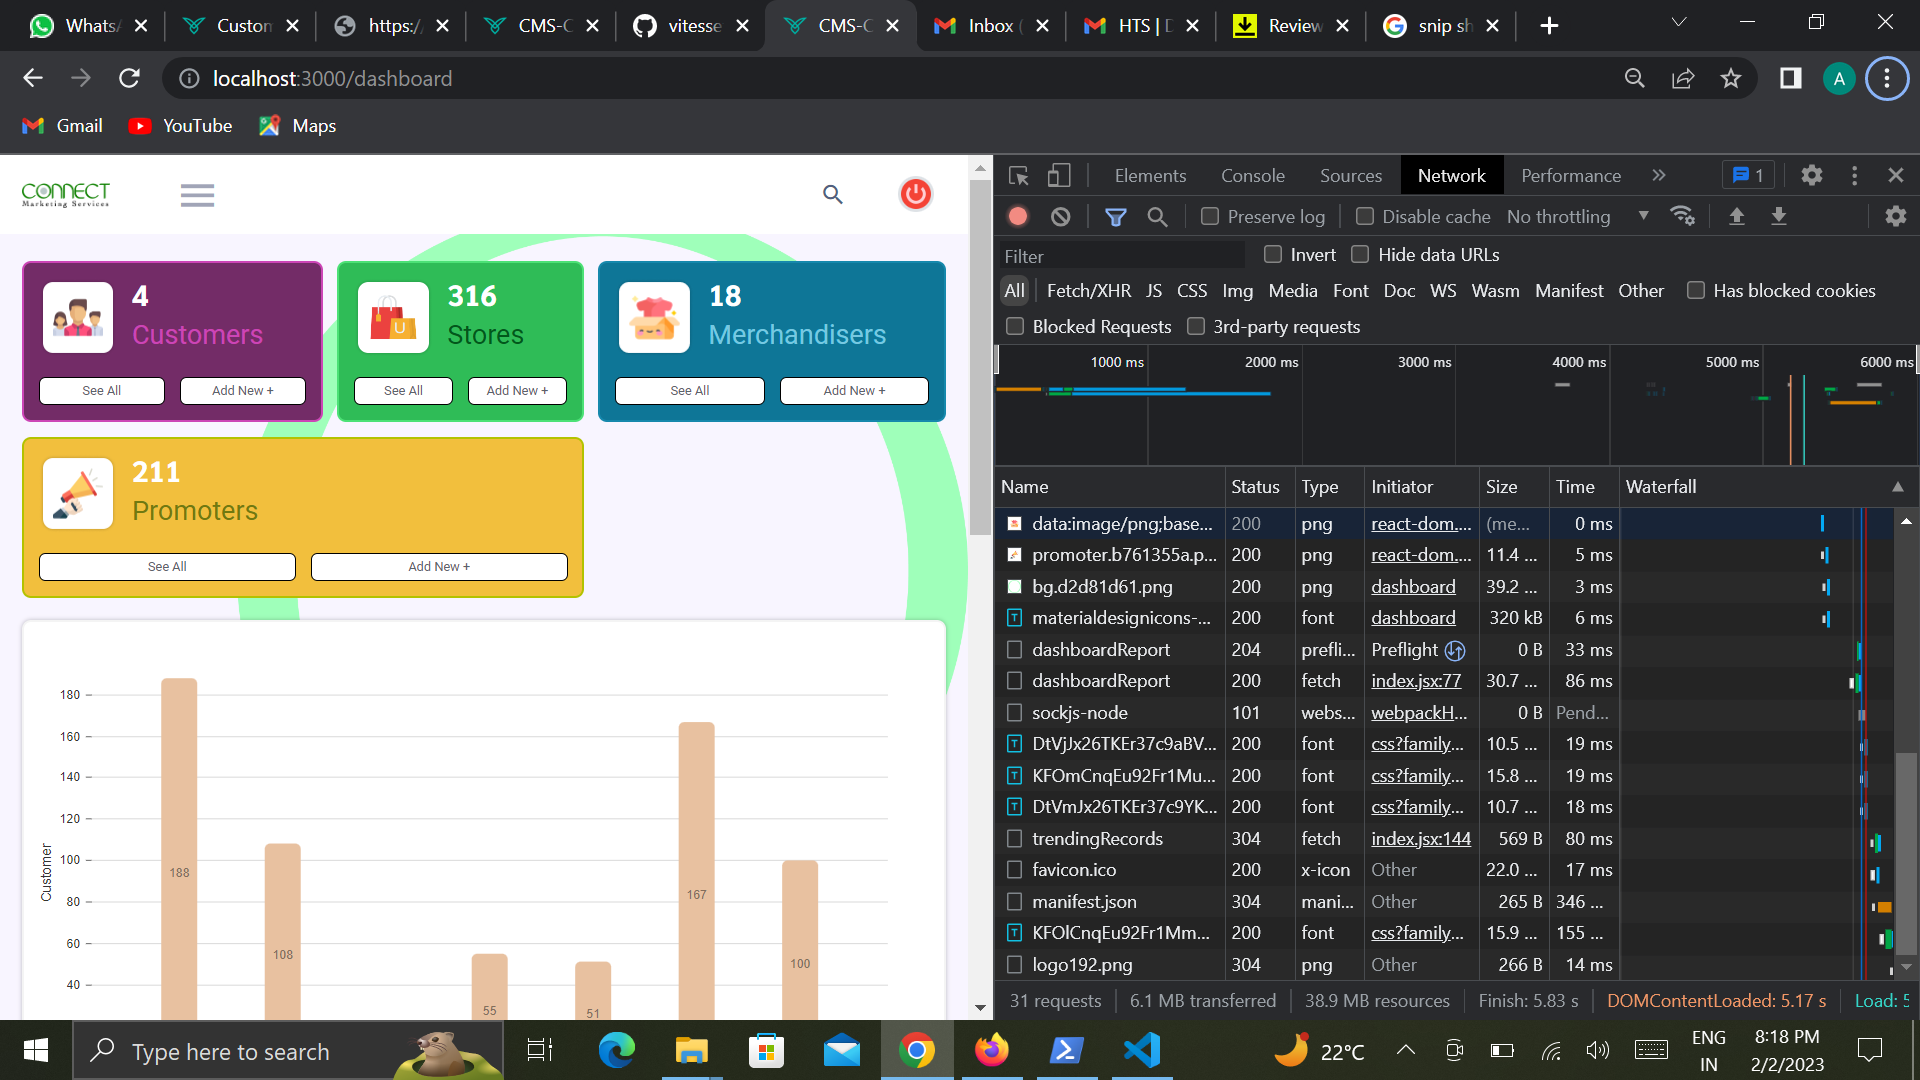 WhatsA
Custom
https:/
CMS-C
vitesse
CMS-C
Inbox (
HTS | D
Review
snip sh
localhost:3000/dashboard
A
Gmail
YouTube
Maps
CONNECT
Marketing Services
4
Customers
See All
Add New +
316
Stores
See All
Add New +
18
Merchandisers
See All
Add New +
211
Promoters
See All
Add New +
Customer
180
160
140
120
100
80
60
40
188
108
55
51
167
100
Elements Console Sources Network Performance 1
Preserve log Disable cache No throttling
Filter Invert Hide data URLs
All Fetch/XHR JS CSS Img Media Font Doc WS Wasm Manifest Other Has blocked cookies
Blocked Requests 3rd-party requests
1000 ms 2000 ms 3000 ms 4000 ms 5000 ms 6000 ms
Name Status Type Initiator Size Time Waterfall
data:image/png;base... 200 png react-dom.... (me... 0 ms
promoter.b761355a.p... 200 png react-dom.... 11.4 ... 5 ms
bg.d2d81d61.png 200 png dashboard 39.2 ... 3 ms
materialdesignicons-... 200 font dashboard 320 kB 6 ms
dashboardReport 204 prefli... Preflight 0 B 33 ms
dashboardReport 200 fetch index.jsx:77 30.7 ... 86 ms
sockjs-node 101 webs... webpackH... 0 B Pend...
DtVjJx26TKEr37c9aBV... 200 font css?family... 10.5 ... 19 ms
KFOmCnqEu92Fr1Mu... 200 font css?family... 15.8 ... 19 ms
DtVmJx26TKEr37c9YK... 200 font css?family... 10.7 ... 18 ms
trendingRecords 304 fetch index.jsx:144 569 B 80 ms
favicon.ico 200 x-icon Other 22.0 ... 17 ms
manifest.json 304 mani... Other 265 B 346 ...
KFOlCnqEu92Fr1Mm... 200 font css?family... 15.9 ... 155 ...
logo192.png 304 png Other 266 B 14 ms
31 requests 6.1 MB transferred 38.9 MB resources Finish: 5.83 s DOMContentLoaded: 5.17 s Load: 5
Type here to search
22°C
ENG
IN
8:18 PM
2/2/2023